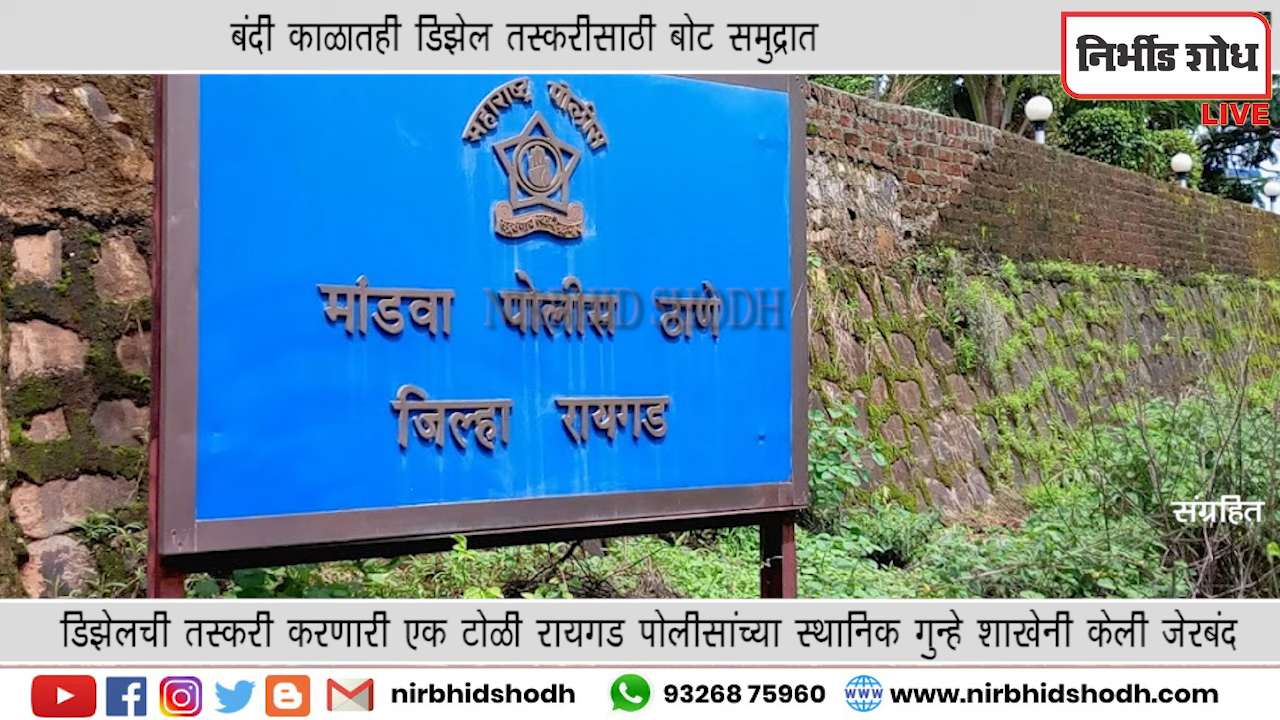 बंदी काळातही डिझेल तस्करीसाठी बोट समुद्रात
निर्भीड शोध
LIVE
महाराष्ट्र पोलीस
मांडवा पोलीस ठाणे
NIRBHID SHODH
जिल्हा रायगड
संग्रहित
डिझेलची तस्करी करणारी एक टोळी रायगड पोलीसांच्या स्थानिक गुन्हे शाखेनी केली जेरबंद
nirbhidshodh 93268 75960 www.nirbhidshodh.com